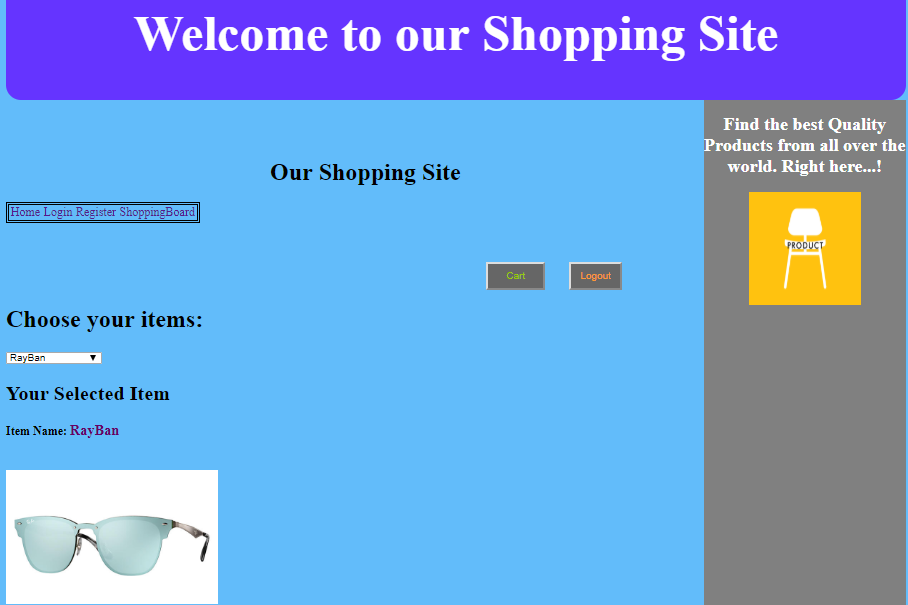 Welcome to our Shopping Site
Find the best Quality
Products from all over the
world. Right here...!
PRODUCT
Our Shopping Site
Home Login Register ShoppingBoard
Cart Logout
Choose your items:
RayBan
Your Selected Item
Item Name: RayBan